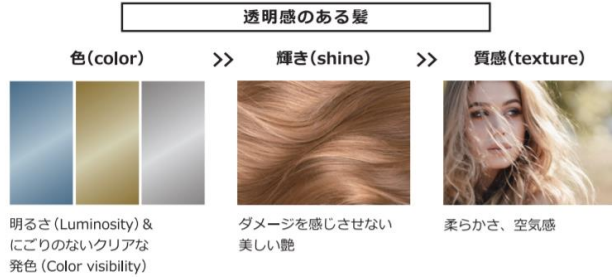 透明感のある髪
色(color) >> 輝き(shine) >> 質感(texture)
明るさ(Luminosity)&
にごりのないクリアな
発色(Color visibility)
ダメージを感じさせない
美しい艶
柔らかさ、空気感